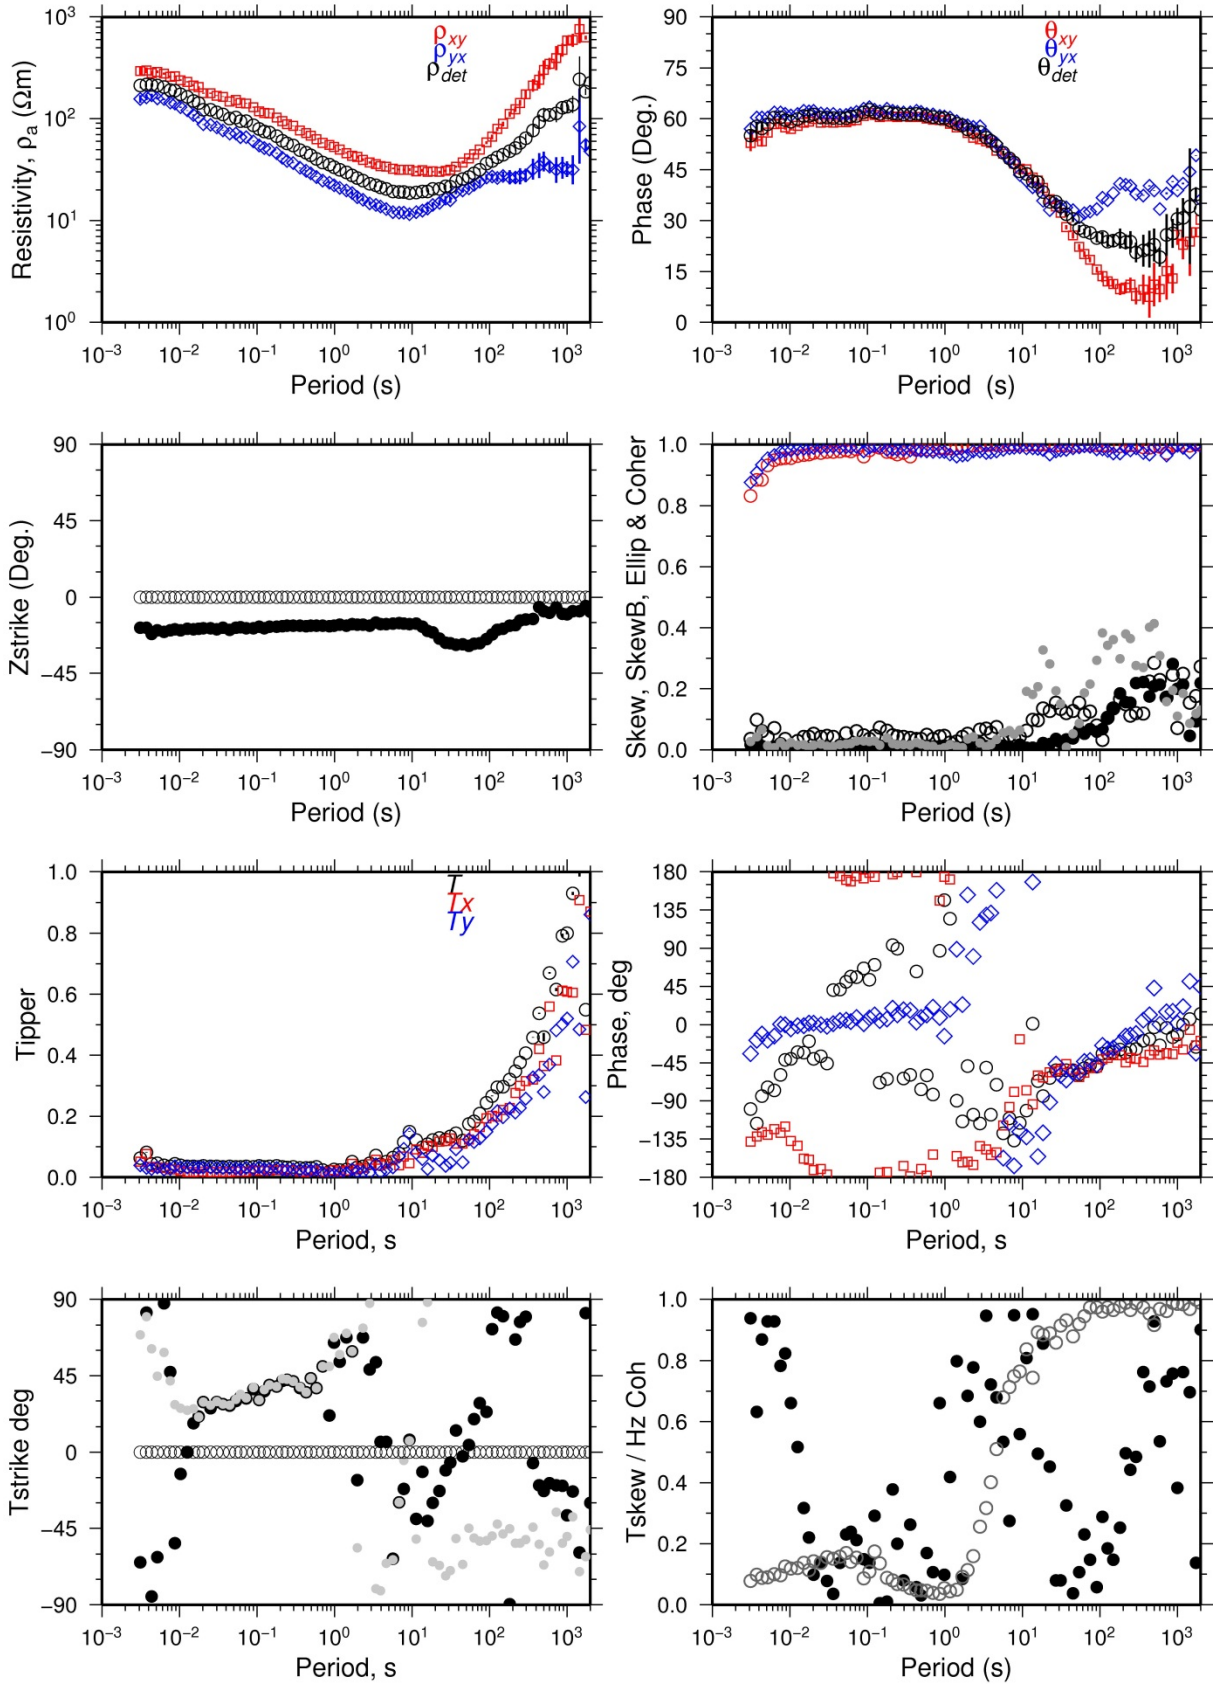 10³
10²
10¹
10⁰
Resistivity, ρₐ (Ωm)
ρxy
ρyx
ρdet
10⁻³ 10⁻² 10⁻¹ 10⁰ 10¹ 10² 10³
Period (s)
90
75
60
45
30
15
0
Phase (Deg.)
θxy
θyx
θdet
10⁻³ 10⁻² 10⁻¹ 10⁰ 10¹ 10² 10³
Period (s)
90
45
0
−45
−90
Zstrike (Deg.)
10⁻³ 10⁻² 10⁻¹ 10⁰ 10¹ 10² 10³
Period (s)
1.0
0.8
0.6
0.4
0.2
0.0
Skew, SkewB, Ellip & Coher
10⁻³ 10⁻² 10⁻¹ 10⁰ 10¹ 10² 10³
Period (s)
1.0
0.8
0.6
0.4
0.2
0.0
Tipper
T
Tx
Ty
10⁻³ 10⁻² 10⁻¹ 10⁰ 10¹ 10² 10³
Period, s
180
135
90
45
0
−45
−90
−135
−180
Phase, deg
10⁻³ 10⁻² 10⁻¹ 10⁰ 10¹ 10² 10³
Period, s
90
45
0
−45
−90
Tstrike deg
10⁻³ 10⁻² 10⁻¹ 10⁰ 10¹ 10² 10³
Period, s
1.0
0.8
0.6
0.4
0.2
0.0
Tskew / Hz Coh
10⁻³ 10⁻² 10⁻¹ 10⁰ 10¹ 10² 10³
Period (s)